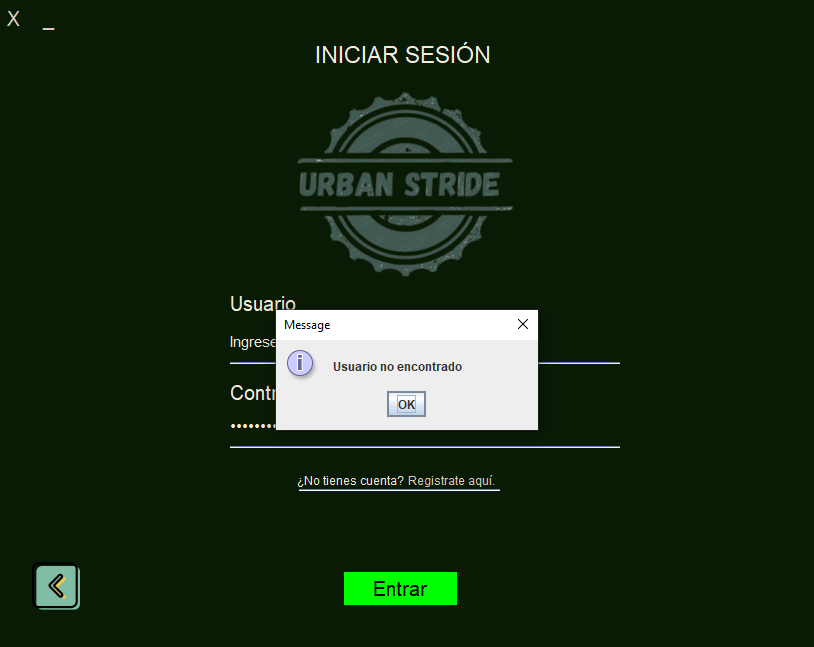 X _
INICIAR SESIÓN
URBAN STRIDE
Usuario
Message
Ingrese
Usuario no encontrado
Contr
OK
••••••••
¿No tienes cuenta? Registrate aquí.
Entrar